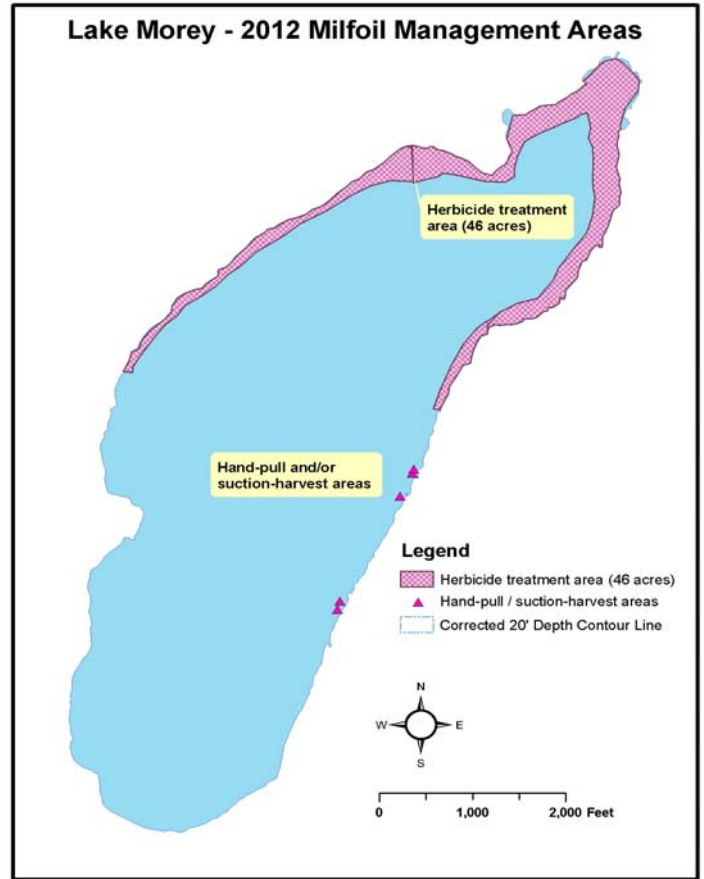 Lake Morey - 2012 Milfoil Management Areas
Herbicide treatment
area (46 acres)
Hand-pull and/or
suction-harvest areas
Legend
Herbicide treatment area (46 acres)
Hand-pull / suction-harvest areas
Corrected 20' Depth Contour Line
N
W E
S
0 1,000 2,000 Feet